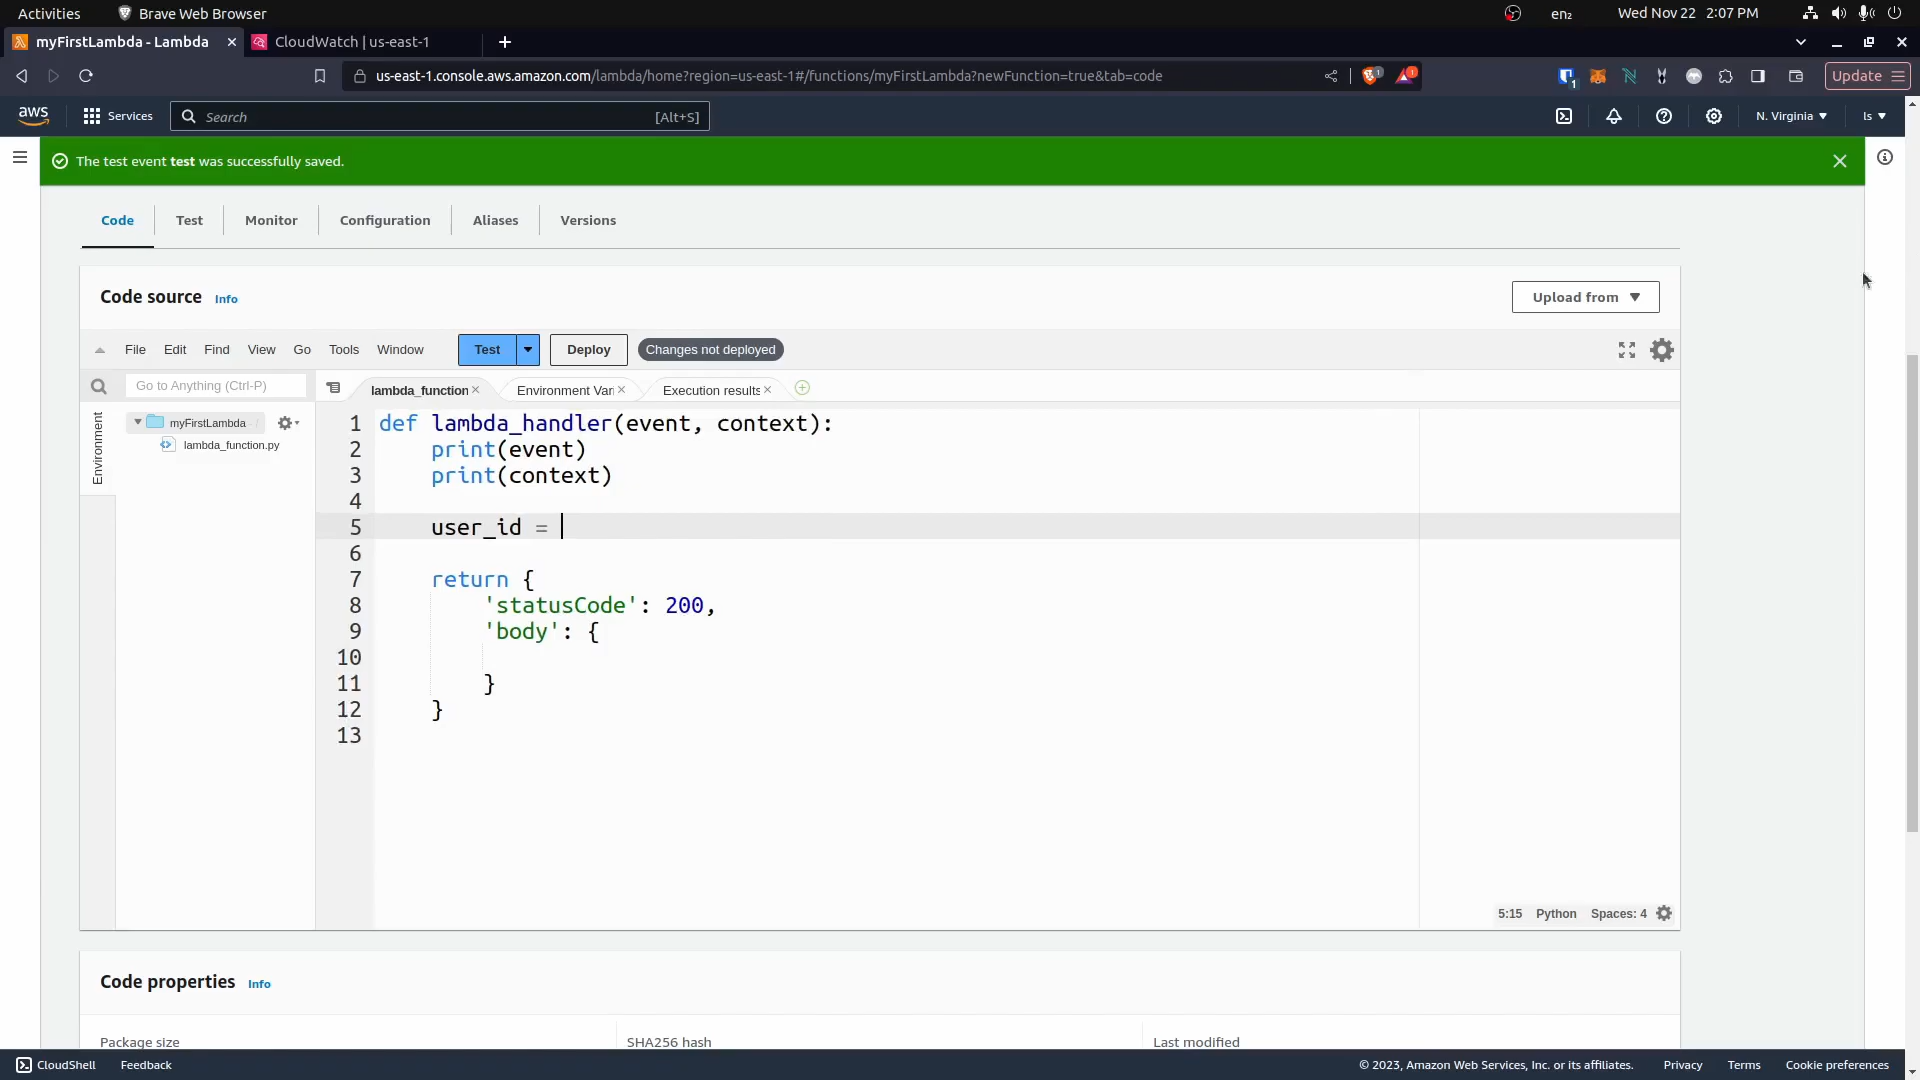 Activities Brave Web Browser en₂ Wed Nov 22 2:07 PM
myFirstLambda - Lambda CloudWatch | us-east-1
us-east-1.console.aws.amazon.com/lambda/home?region=us-east-1#/functions/myFirstLambda?newFunction=true&tab=code 1 1 1 Update
aws Services Search [Alt+S] N. Virginia ls
The test event test was successfully saved.
Code Test Monitor Configuration Aliases Versions
Code source Info Upload from
File Edit Find View Go Tools Window Test Deploy Changes not deployed
Go to Anything (Ctrl-P) lambda_function Environment Vari Execution results
Environment
myFirstLambda - /
lambda_function.py
1 def lambda_handler(event, context):
2 print(event)
3 print(context)
4
5 user_id =
6
7 return {
8 'statusCode': 200,
9 'body': {
10
11 }
12 }
13
5:15 Python Spaces: 4
Code properties Info
Package size SHA256 hash Last modified
CloudShell Feedback © 2023, Amazon Web Services, Inc. or its affiliates. Privacy Terms Cookie preferences